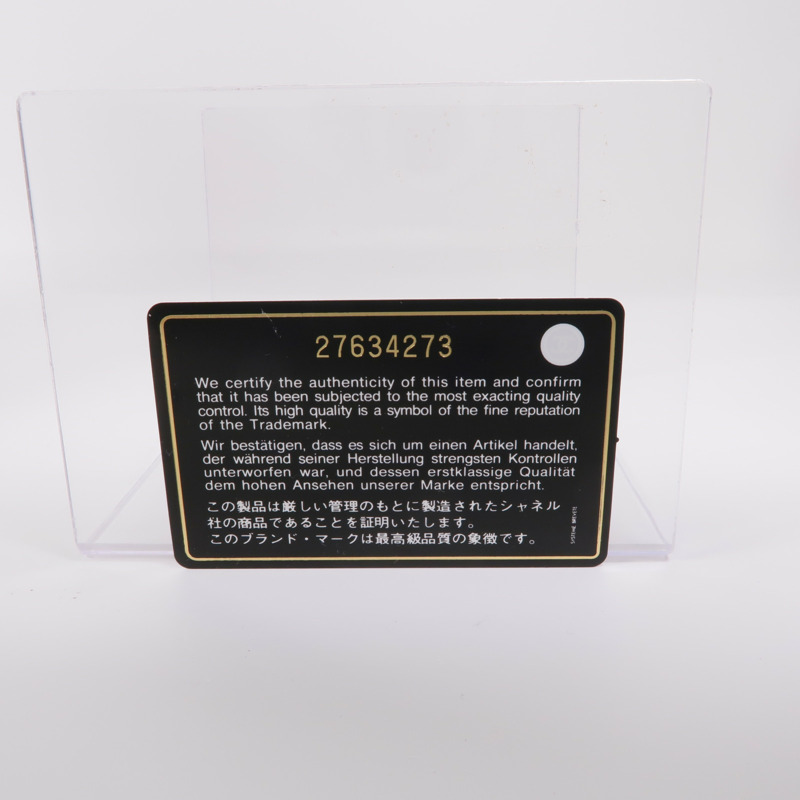 27634273
We certify the authenticity of this item and confirm
that it has been subjected to the most exacting quality
control. Its high quality is a symbol of the fine reputation
of the Trademark.
Wir bestätigen, dass es sich um einen Artikel handelt,
der während seiner Herstellung strengsten Kontrollen
unterworfen war, und dessen erstklassige Qualität
dem hohen Ansehen unserer Marke entspricht.
この製品は厳しい管理のもとに製造されたシャネル
社の商品であることを証明いたします。
このブランド・マークは最高級品質の象徴です。
SYSTEME BREVETE